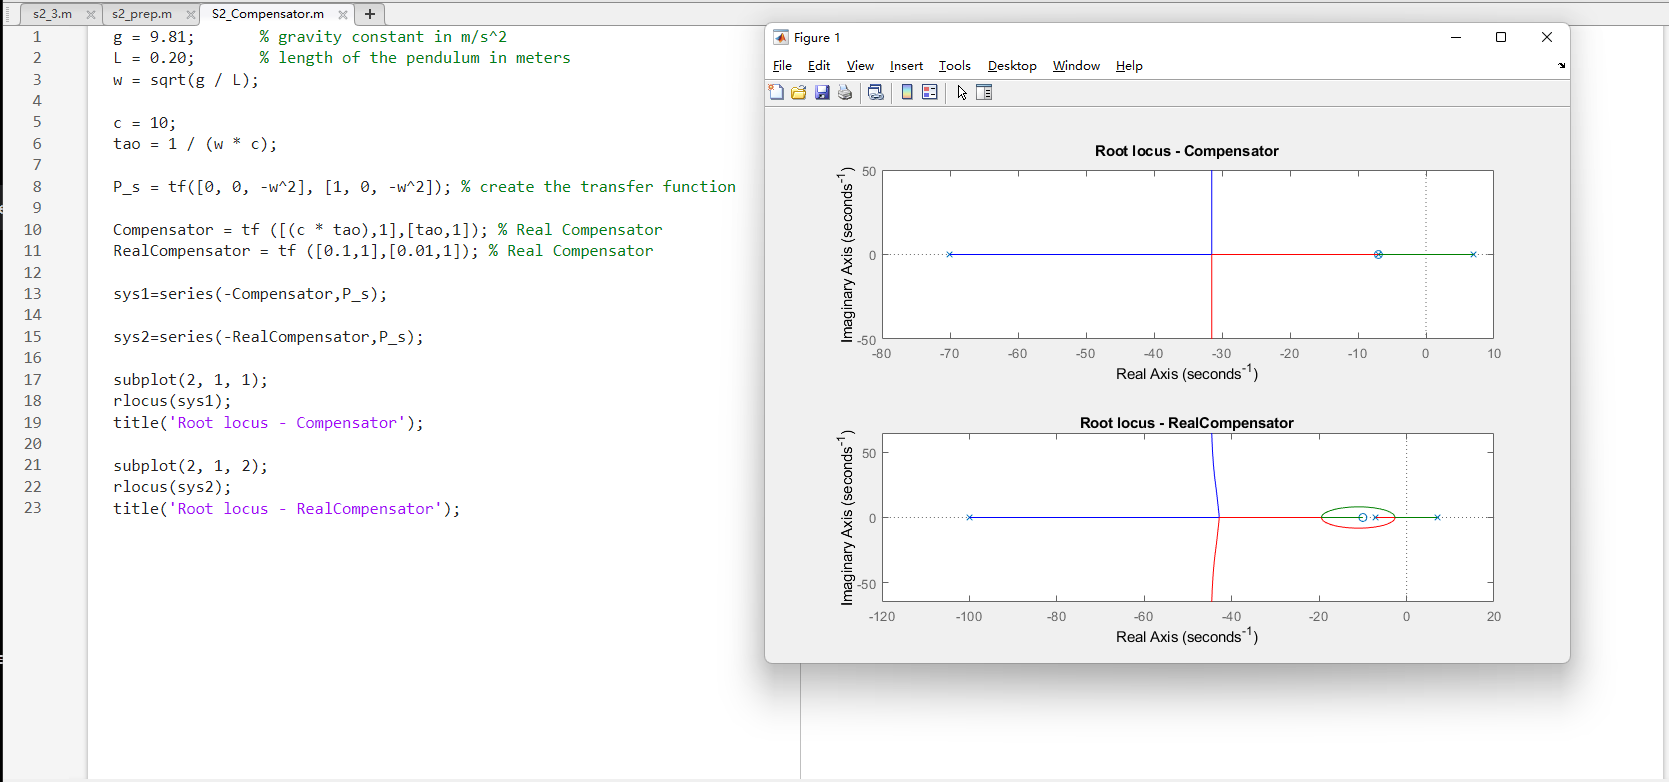 s2_3.m
s2_prep.m
S2_Compensator.m
1 g = 9.81; % gravity constant in m/s^2
2 L = 0.20; % length of the pendulum in meters
3 w = sqrt(g / L);
4
5 c = 10;
6 tao = 1 / (w * c);
7
8 P_s = tf([0, 0, -w^2], [1, 0, -w^2]); % create the transfer function
9
10 Compensator = tf ([(c * tao),1],[tao,1]); % Real Compensator
11 RealCompensator = tf ([0.1,1],[0.01,1]); % Real Compensator
12
13 sys1=series(-Compensator,P_s);
14
15 sys2=series(-RealCompensator,P_s);
16
17 subplot(2, 1, 1);
18 rlocus(sys1);
19 title('Root locus - Compensator');
20
21 subplot(2, 1, 2);
22 rlocus(sys2);
23 title('Root locus - RealCompensator');
Figure 1
File Edit View Insert Tools Desktop Window Help
Root locus - Compensator
Imaginary Axis (seconds-1)
50
0
-50
-80 -70 -60 -50 -40 -30 -20 -10 0 10
Real Axis (seconds-1)
Root locus - RealCompensator
Imaginary Axis (seconds-1)
50
0
-50
-120 -100 -80 -60 -40 -20 0 20
Real Axis (seconds-1)